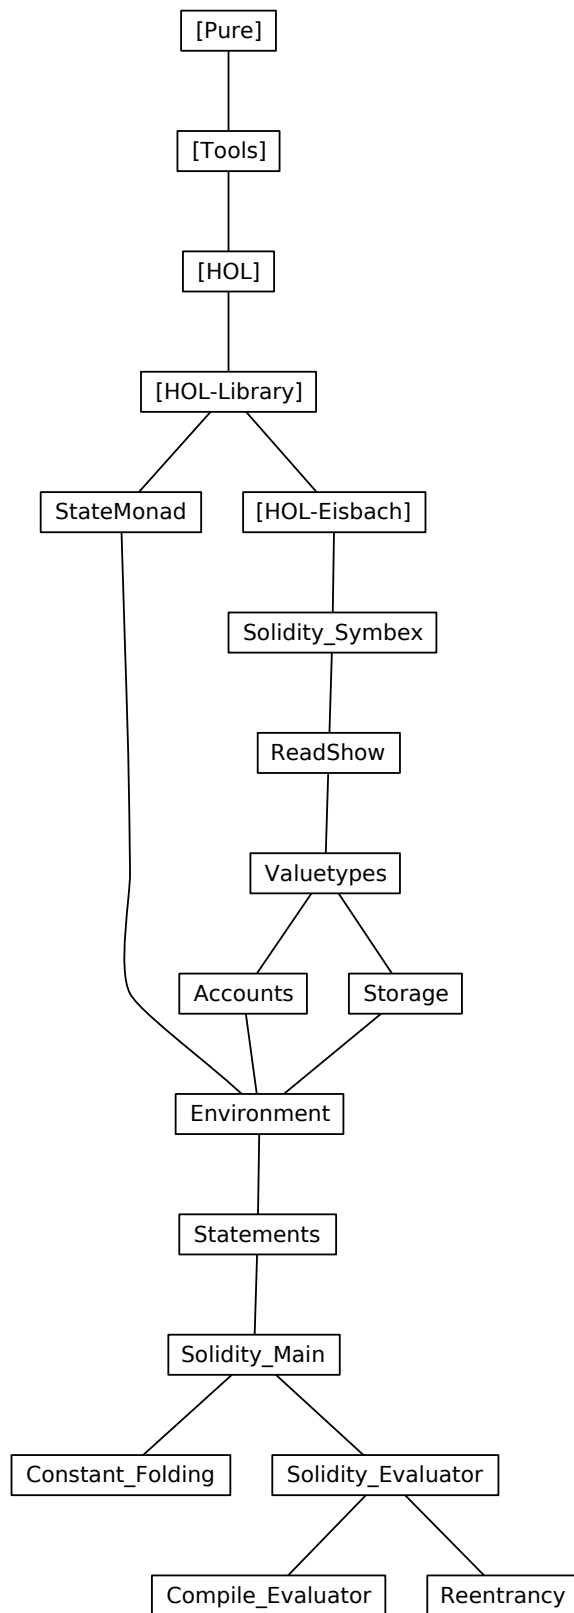 [Pure]
[Tools]
[HOL]
[HOL-Library]
StateMonad
[HOL-Eisbach]
Solidity_Symbex
ReadShow
Valuetypes
Accounts
Storage
Environment
Statements
Solidity_Main
Constant_Folding
Solidity_Evaluator
Compile_Evaluator
Reentrancy